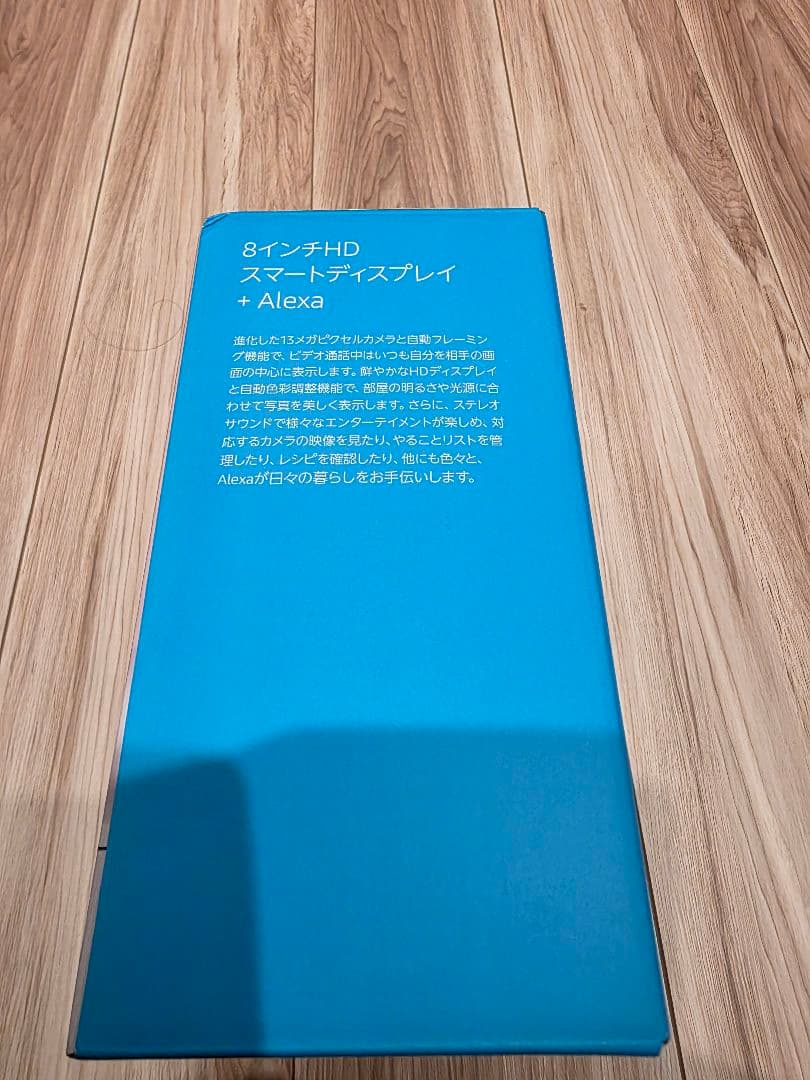 8インチHD
スマートディスプレイ
+ Alexa
進化した13メガピクセルカメラと自動フレーミン
グ機能で、ビデオ通話中はいつも自分を相手の画
面の中心に表示します。鮮やかなHDディスプレイ
と自動色彩調整機能で、部屋の明るさや光源に合
わせて写真を美しく表示します。さらに、ステレオ
サウンドで様々なエンターテイメントが楽しめ、対
応するカメラの映像を見たり、やることリストを管
理したり、レシピを確認したり、他にも色々と、
Alexaが日々の暮らしをお手伝いします。